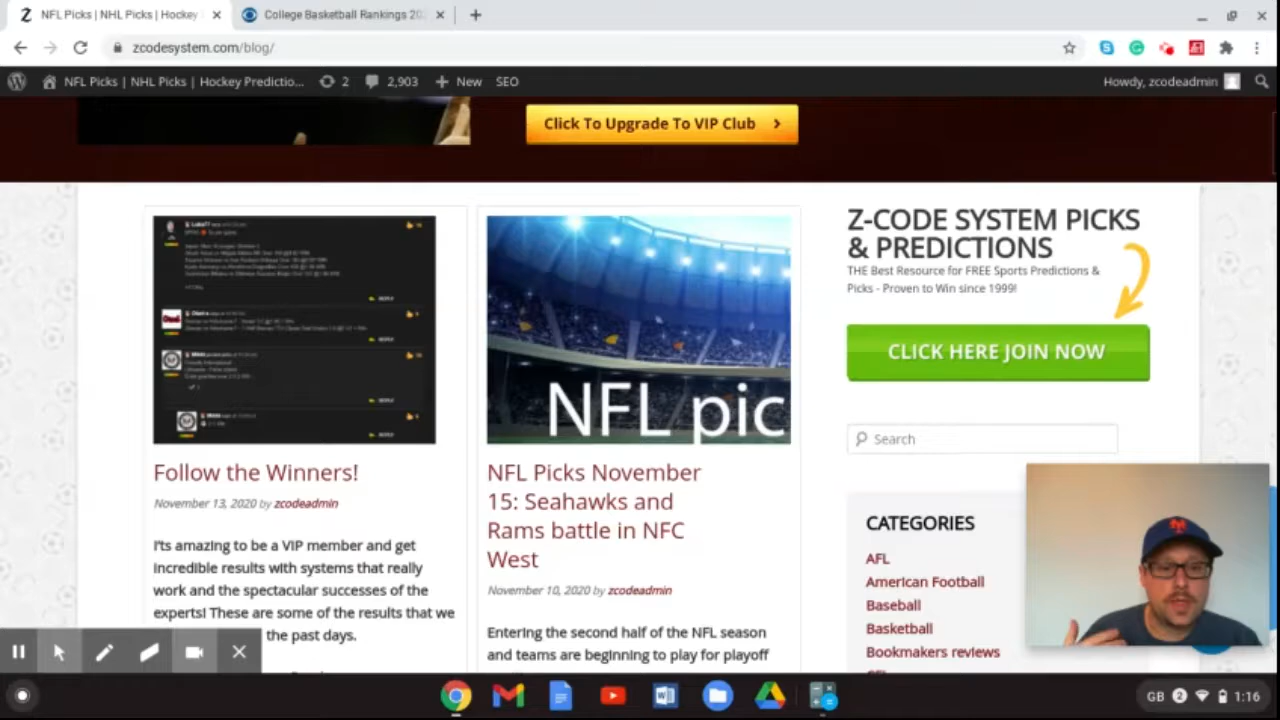 NFL Picks | NHL Picks | Hockey
College Basketball Rankings 202
zcodesystem.com/blog/
NFL Picks | NHL Picks | Hockey Predictio...
2
2,903
New
SEO
Howdy, zcodeadmin
Click To Upgrade To VIP Club
Follow the Winners!
November 13, 2020 by zcodeadmin
I'ts amazing to be a VIP member and get
incredible results with systems that really
work and the spectacular successes of the
experts! These are some of the results that we
the past days.
NFL pic
NFL Picks November
15: Seahawks and
Rams battle in NFC
West
November 10, 2020 by zcodeadmin
Entering the second half of the NFL season
and teams are beginning to play for playoff
Z-CODE SYSTEM PICKS
& PREDICTIONS
THE Best Resource for FREE Sports Predictions &
Picks - Proven to Win since 1999!
CLICK HERE JOIN NOW
Search
CATEGORIES
AFL
American Football
Baseball
Basketball
Bookmakers reviews
GB
2
1:16